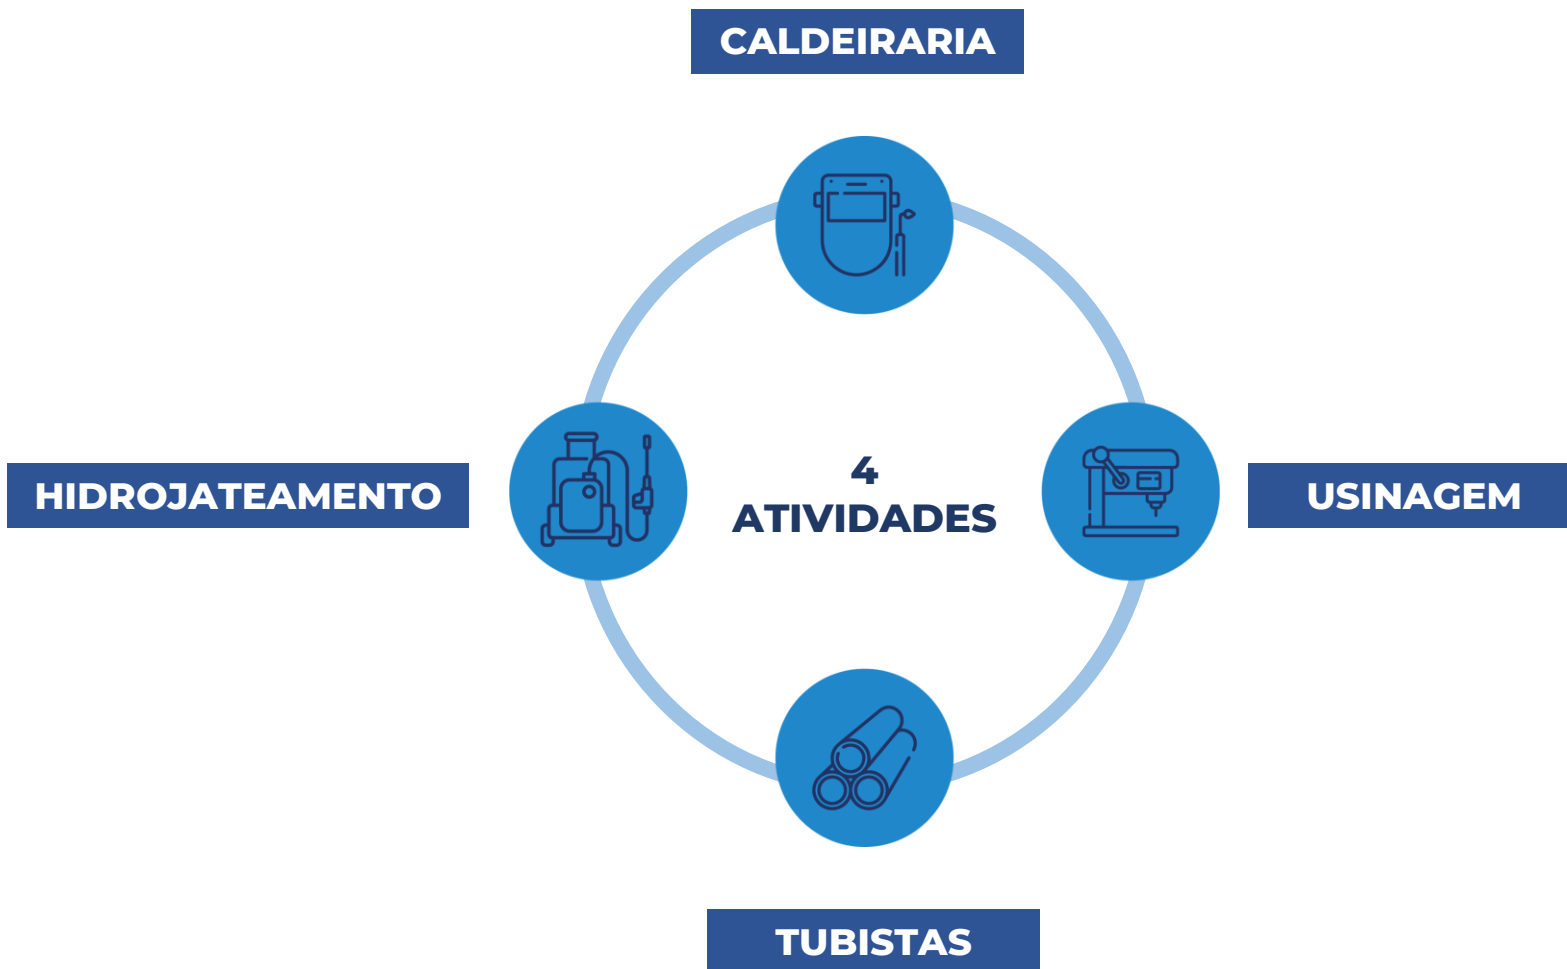 CALDEIRARIA
HIDROJATEAMENTO
4
ATIVIDADES
USINAGEM
TUBISTAS